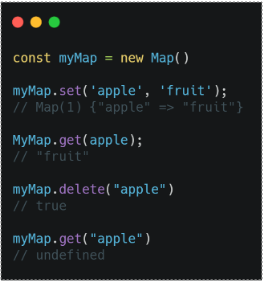 const myMap = new Map()
myMap.set('apple', 'fruit');
// Map(1) {"apple" => "fruit"}
MyMap.get(apple);
// "fruit"
myMap.delete("apple")
// true
myMap.get("apple")
// undefined